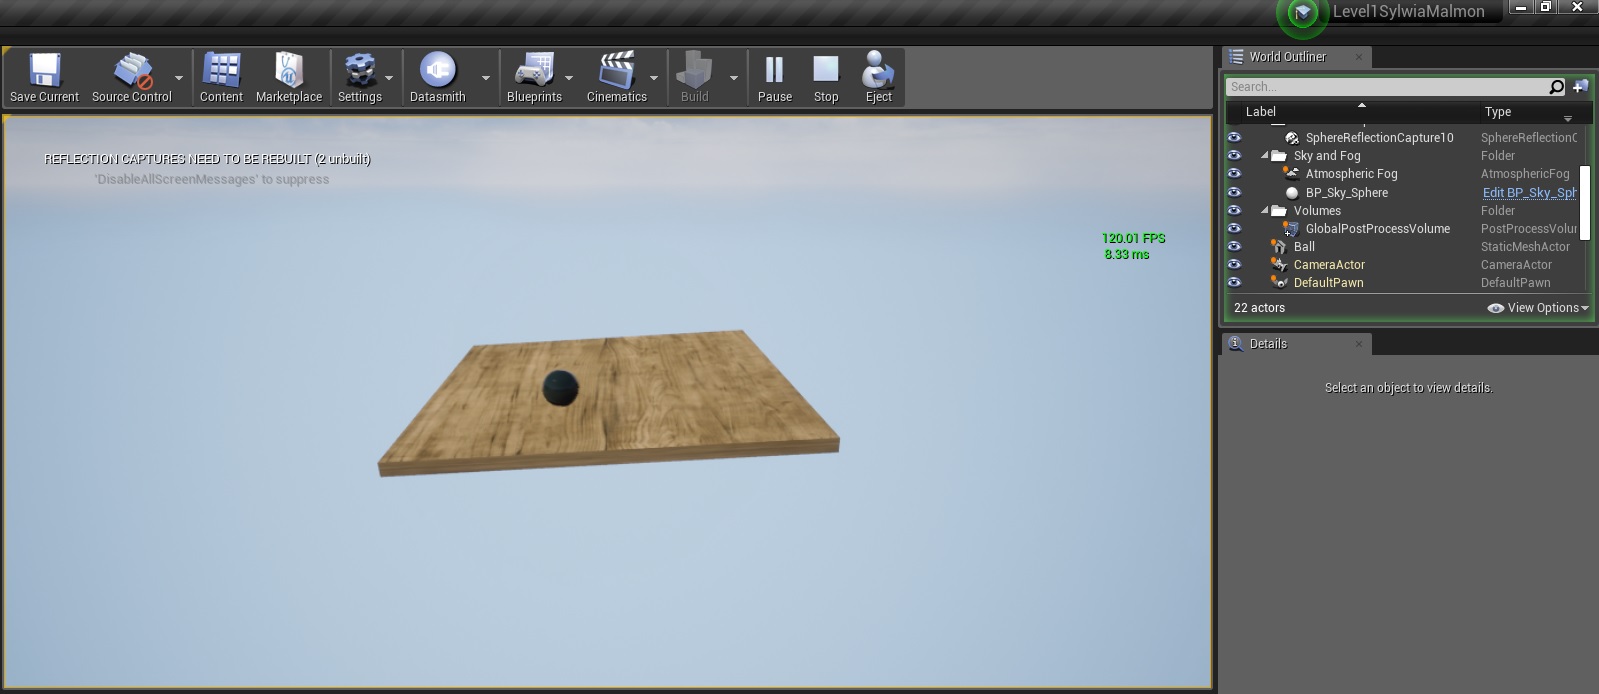 Level1SylwiaMalmon
Save Current
Source Control
Content
Marketplace
Settings
Datasmith
Blueprints
Cinematics
Build
Pause
Stop
Eject
REFLECTION CAPTURES NEED TO BE REBUILT (2 unbuilt)
'DisableAllScreenMessages' to suppress
120.01 FPS
8.33 ms
World Outliner
Search...
Label Type
SphereReflectionCapture10 SphereReflectionC
Sky and Fog Folder
Atmospheric Fog AtmosphericFog
BP_Sky_Sphere Edit BP_Sky_Sph
Volumes Folder
GlobalPostProcessVolume PostProcessVolu
Ball StaticMeshActor
CameraActor CameraActor
DefaultPawn DefaultPawn
22 actors View Options
Details
Select an object to view details.